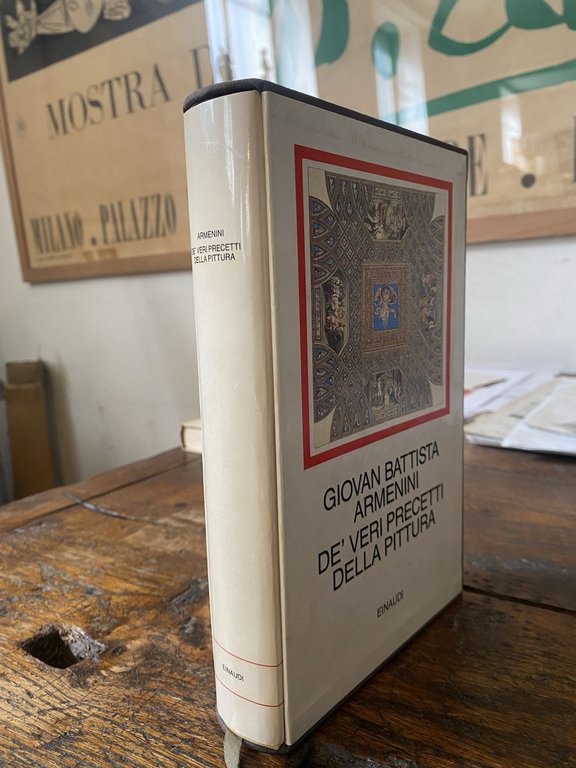 MOSTRA D
MILANO . PALAZZO
ARMENINI
DE' VERI PRECETTI
DELLA PITTURA
EINAUDI
GIOVAN BATTISTA
ARMENINI
DE' VERI PRECETTI
DELLA PITTURA
EINAUDI